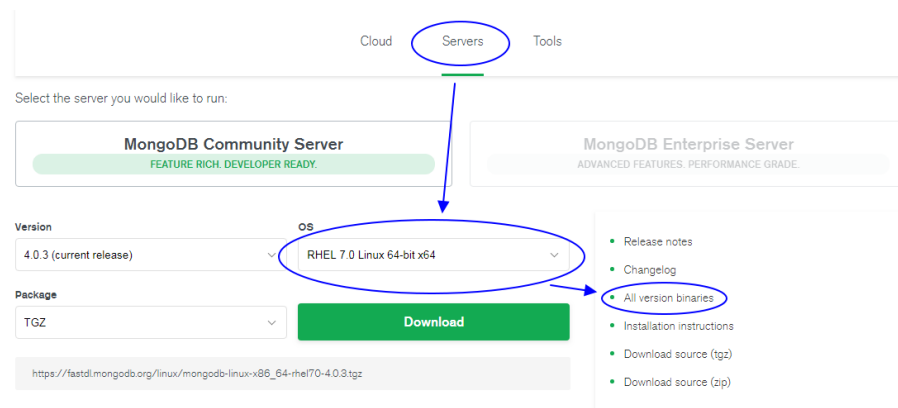 Cloud Servers Tools
Select the server you would like to run:
MongoDB Community Server
FEATURE RICH. DEVELOPER READY.
MongoDB Enterprise Server
ADVANCED FEATURES. PERFORMANCE GRADE.
Version
4.0.3 (current release)
OS
RHEL 7.0 Linux 64-bit x64
Package
TGZ
Download
https://fastdl.mongodb.org/linux/mongodb-linux-x86_64-rhel70-4.0.3.tgz
Release notes
Changelog
All version binaries
Installation instructions
Download source (tgz)
Download source (zip)